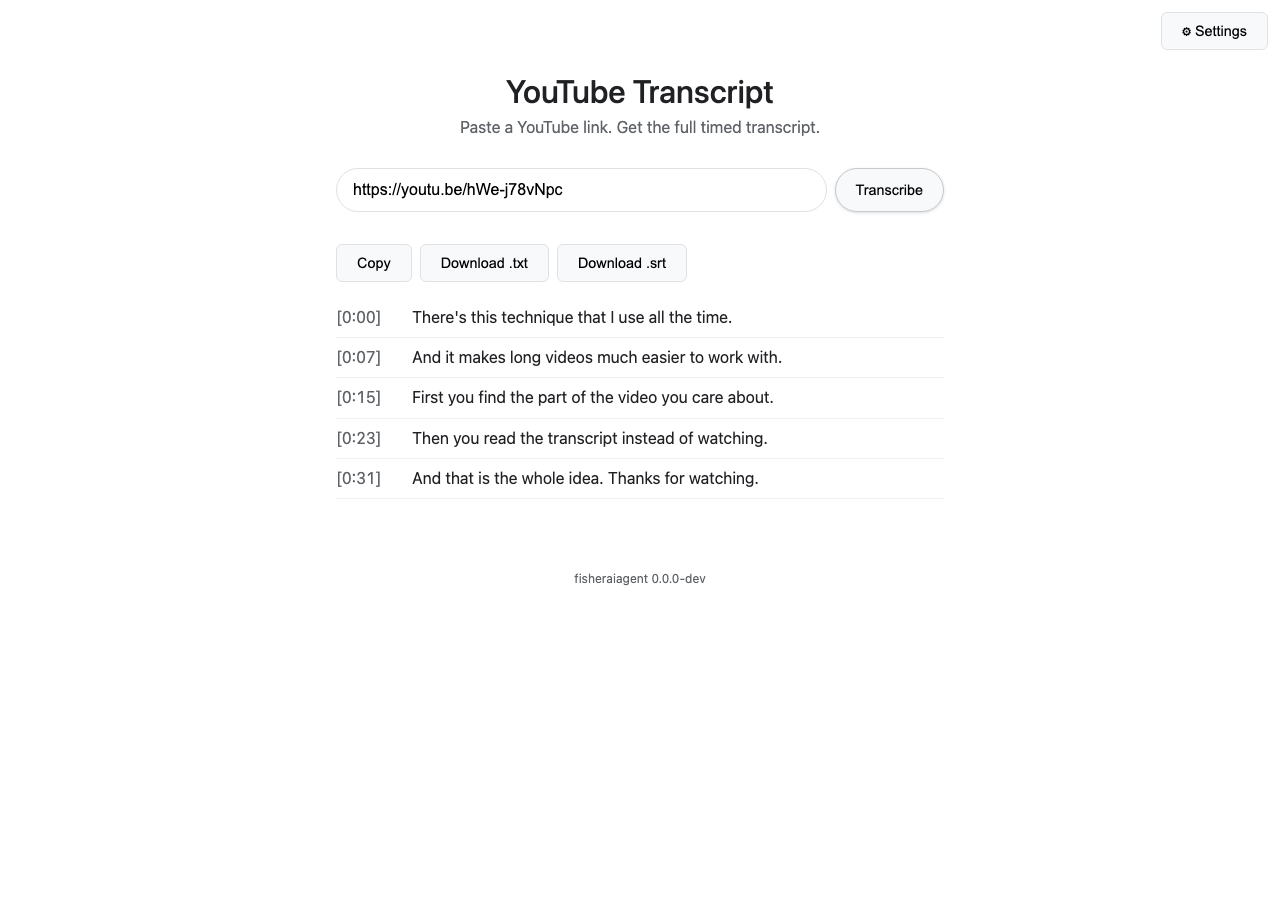 ⚙ Settings
YouTube Transcript
Paste a YouTube link. Get the full timed transcript.
https://youtu.be/hWe-j78vNpc
Transcribe
Copy
Download .txt
Download .srt
[0:00] There's this technique that I use all the time.
[0:07] And it makes long videos much easier to work with.
[0:15] First you find the part of the video you care about.
[0:23] Then you read the transcript instead of watching.
[0:31] And that is the whole idea. Thanks for watching.
fisheraiagent 0.0.0-dev